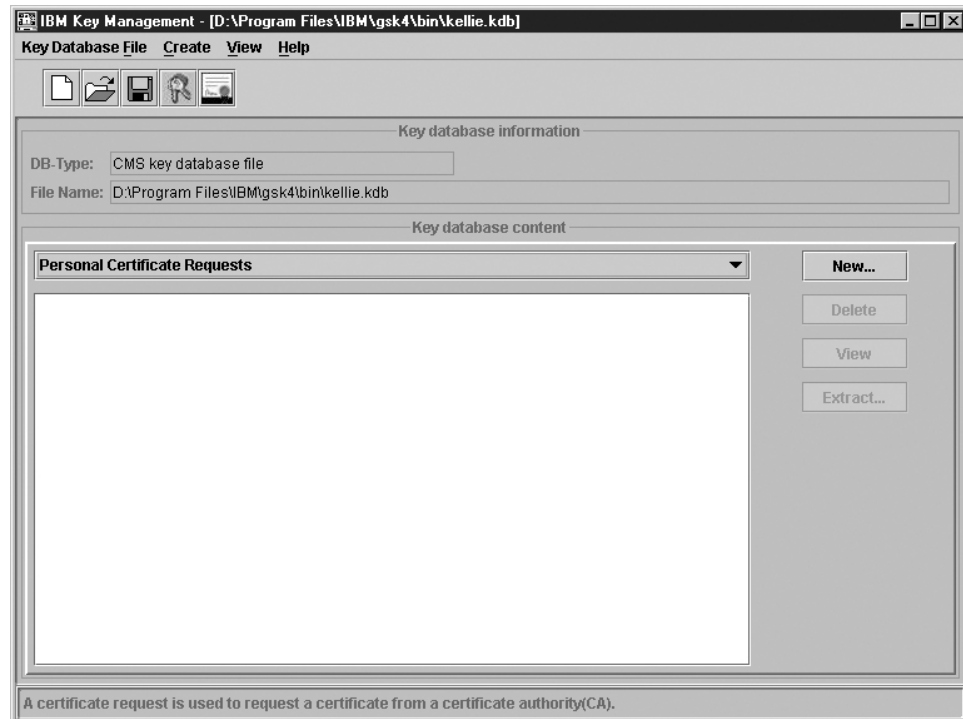 IBM Key Management - [D:\Program Files\IBM\gsk4\bin\kellie.kdb]
Key Database File Create View Help
Key database information
DB-Type: CMS key database file
File Name: D:\Program Files\IBM\gsk4\bin\kellie.kdb
Key database content
Personal Certificate Requests
New...
Delete
View
Extract...
A certificate request is used to request a certificate from a certificate authority(CA).